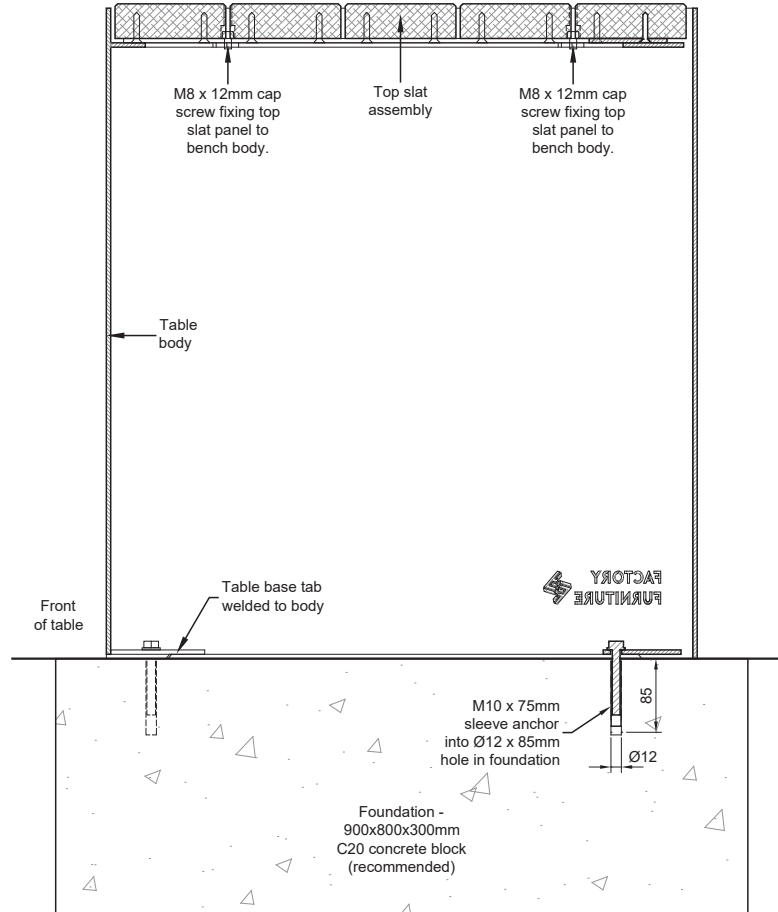 M8 x 12mm cap
screw fixing top
slat panel to
bench body.
Top slat
assembly
M8 x 12mm cap
screw fixing top
slat panel to
bench body.
Table
body
FACTORY
FURNITURE
Table base tab
welded to body
Front
of table
85
M10 x 75mm
sleeve anchor
into Ø12 x 85mm
hole in foundation
Ø12
Foundation -
900x800x300mm
C20 concrete block
(recommended)